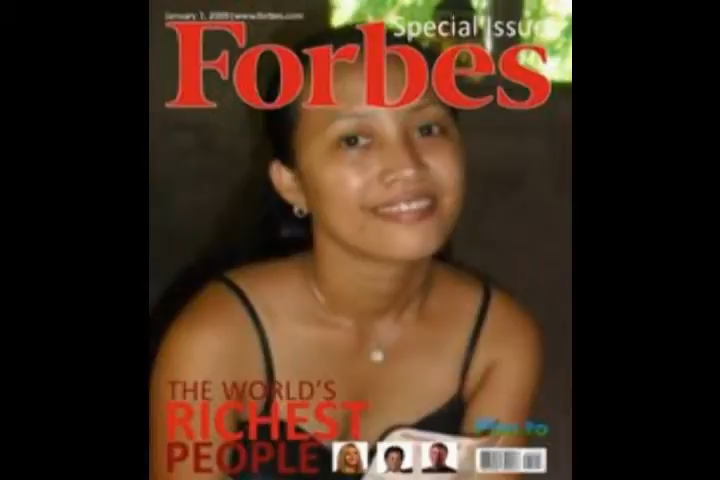 January 1, 2009 | www.forbes.com
Special Issue
Forbes
THE WORLD'S
RICHEST
PEOPLE